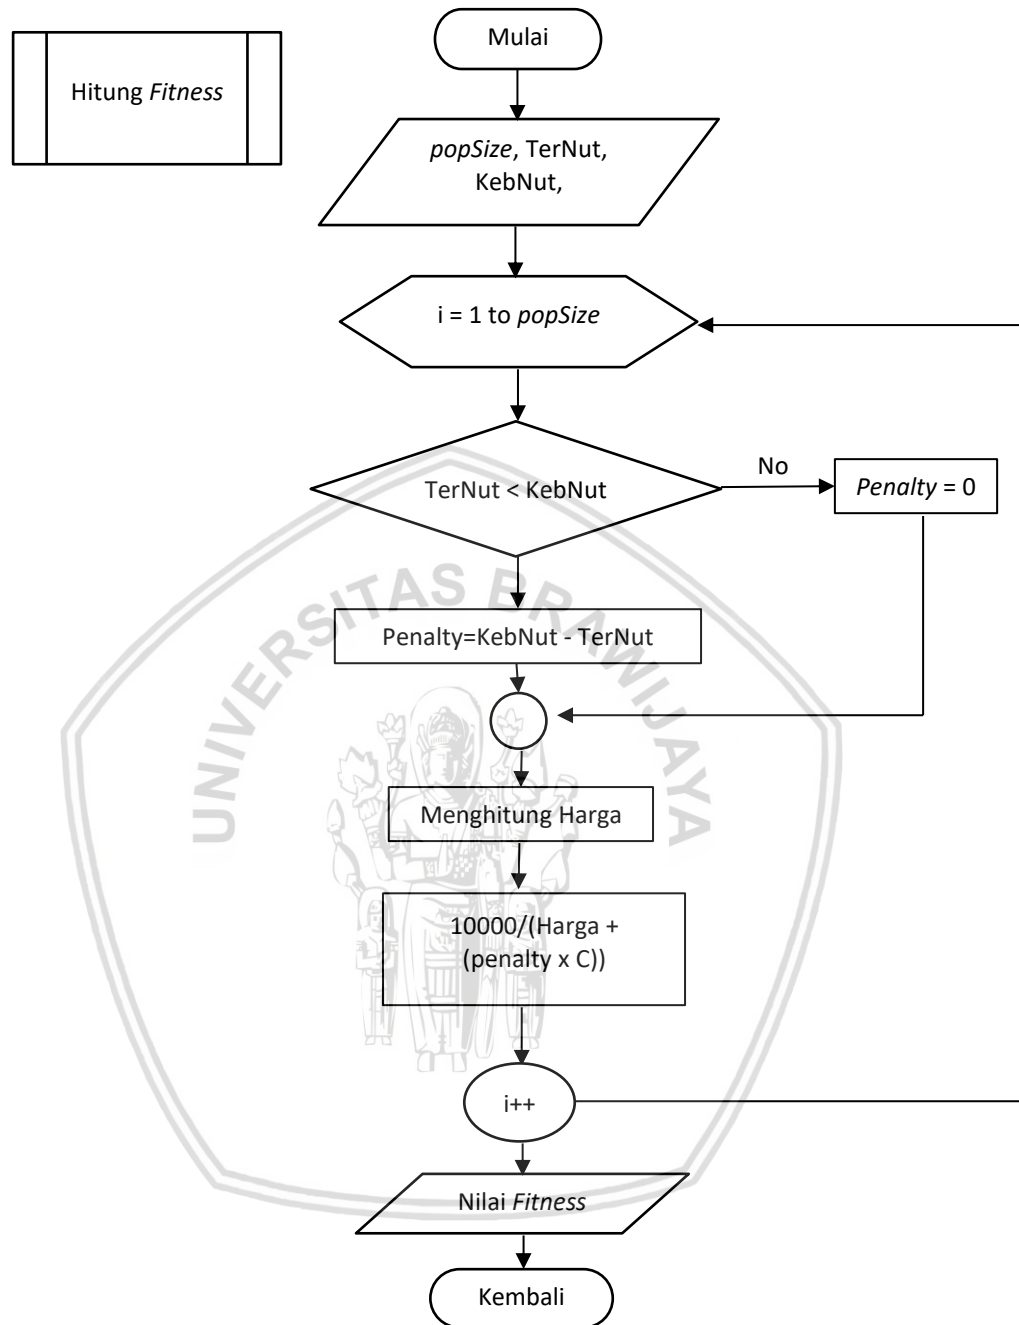 Mulai
Hitung Fitness
popSize, TerNut,
KebNut,
i = 1 to popSize
TerNut < KebNut
No
Penalty = 0
Penalty=KebNut - TerNut
Menghitung Harga
10000/(Harga +
(penalty x C))
i++
Nilai Fitness
Kembali
UNIVERSITAS BRAWIJAYA